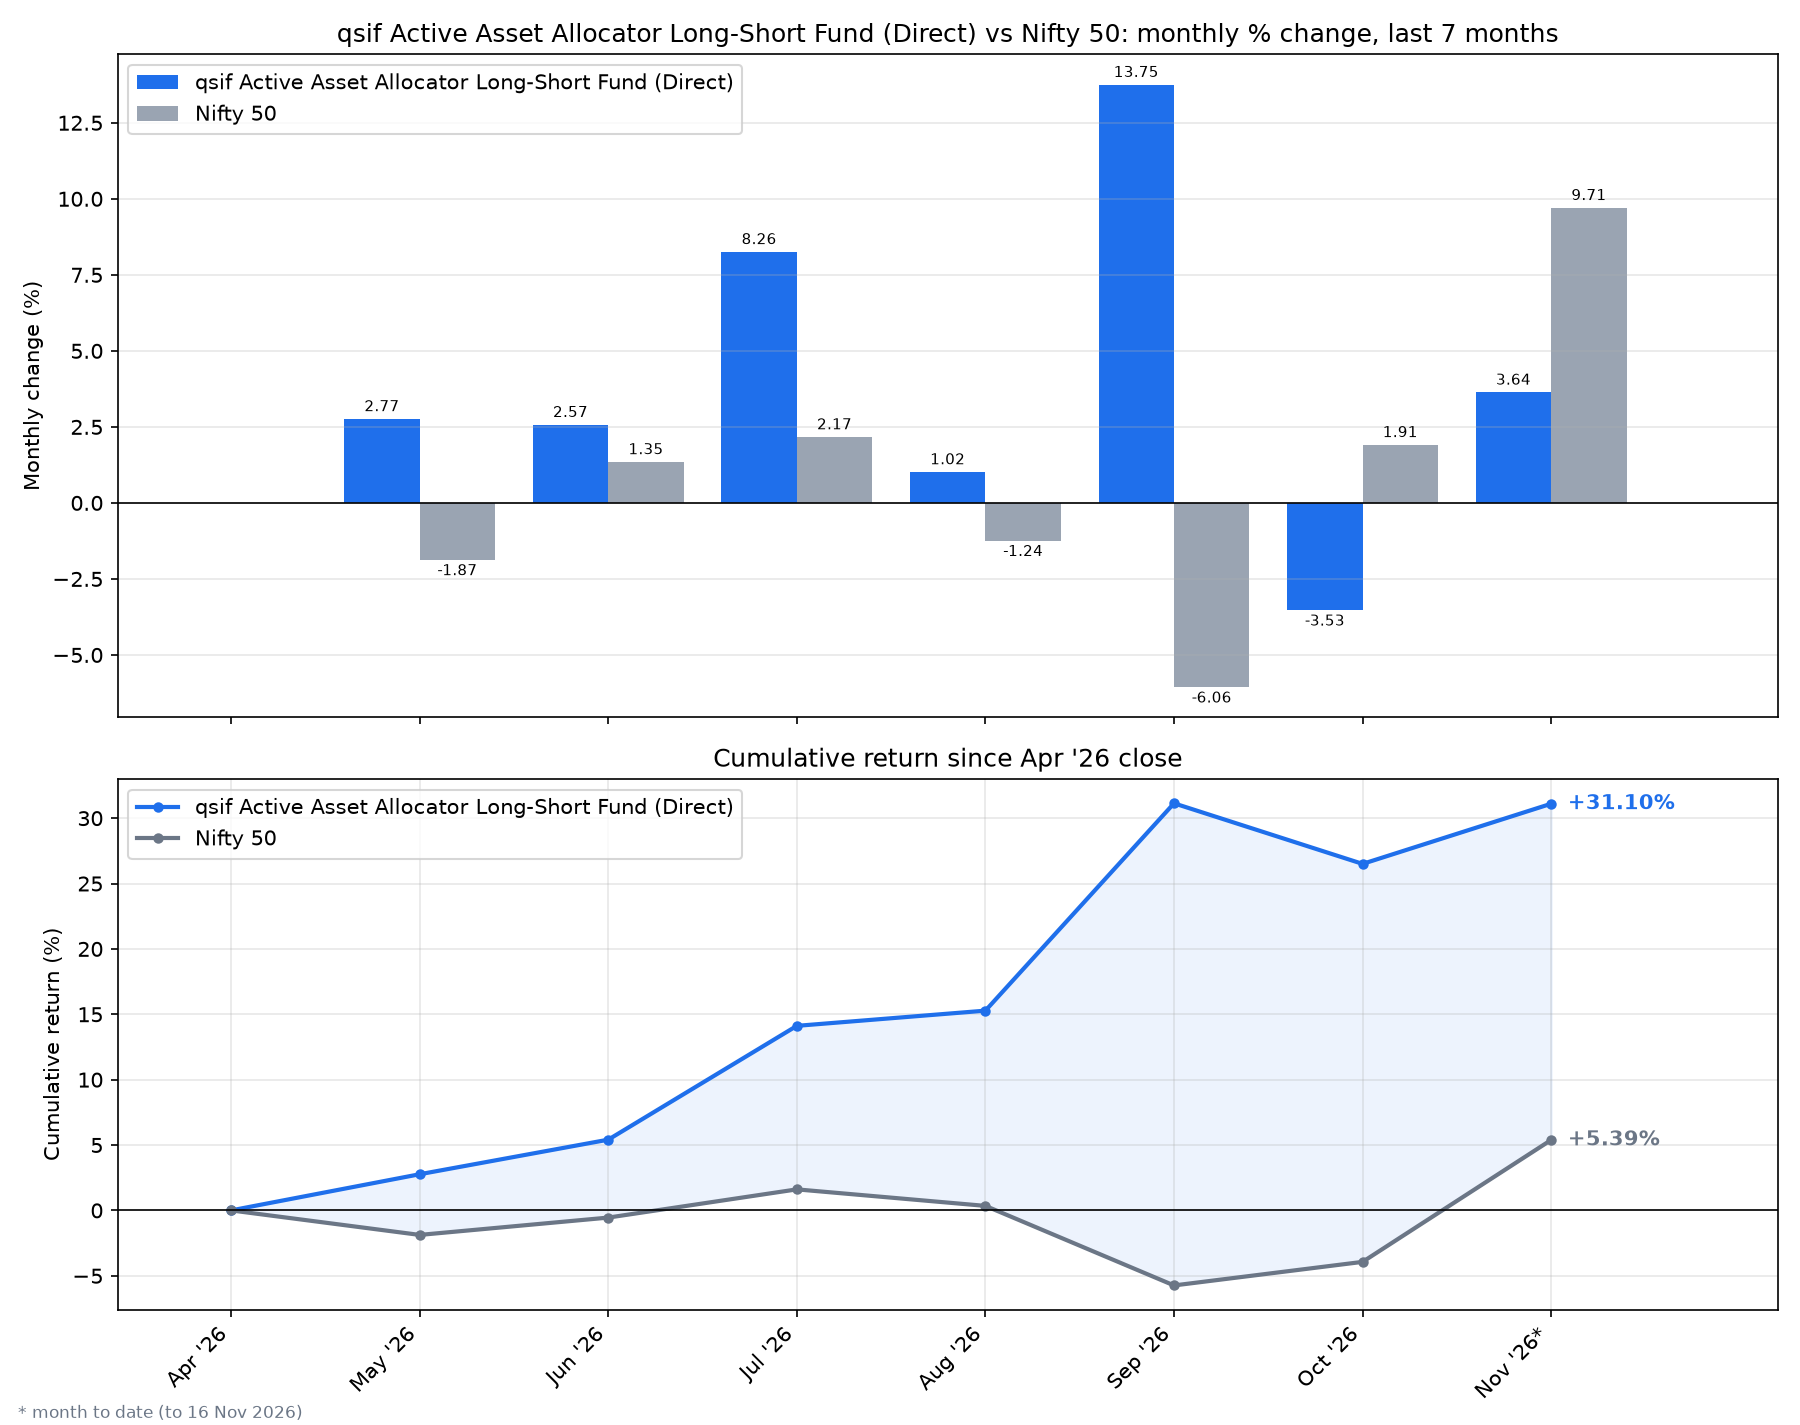 qsif Active Asset Allocator Long-Short Fund (Direct) vs Nifty 50: monthly % change, last 7 months
qsif Active Asset Allocator Long-Short Fund (Direct)
Nifty 50
Monthly change (%)
12.5
10.0
7.5
5.0
2.5
0.0
−2.5
−5.0
2.77
-1.87
2.57
1.35
8.26
2.17
1.02
-1.24
13.75
-6.06
-3.53
1.91
3.64
9.71
Cumulative return since Apr '26 close
qsif Active Asset Allocator Long-Short Fund (Direct)
Nifty 50
Cumulative return (%)
30
25
20
15
10
5
0
−5
+31.10%
+5.39%
Apr '26
May '26
Jun '26
Jul '26
Aug '26
Sep '26
Oct '26
Nov '26*
* month to date (to 16 Nov 2026)